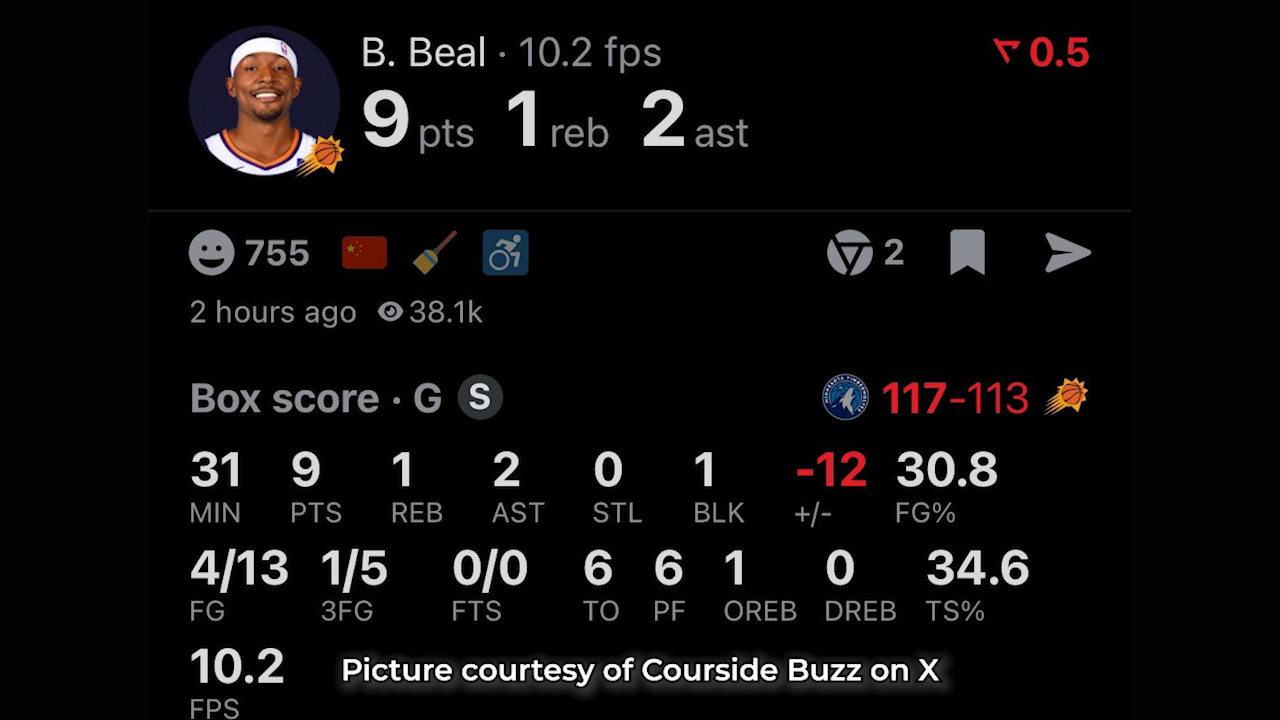 B. Beal · 10.2 fps 0.5
9 pts 1 reb 2 ast
755 2
2 hours ago 38.1k
Box score · G S 117-113
31 9 1 2 0 1 -12 30.8
MIN PTS REB AST STL BLK +/- FG%
4/13 1/5 0/0 6 6 1 0 34.6
FG 3FG FTS TO PF OREB DREB TS%
10.2
FPS
Picture courtesy of Courside Buzz on X